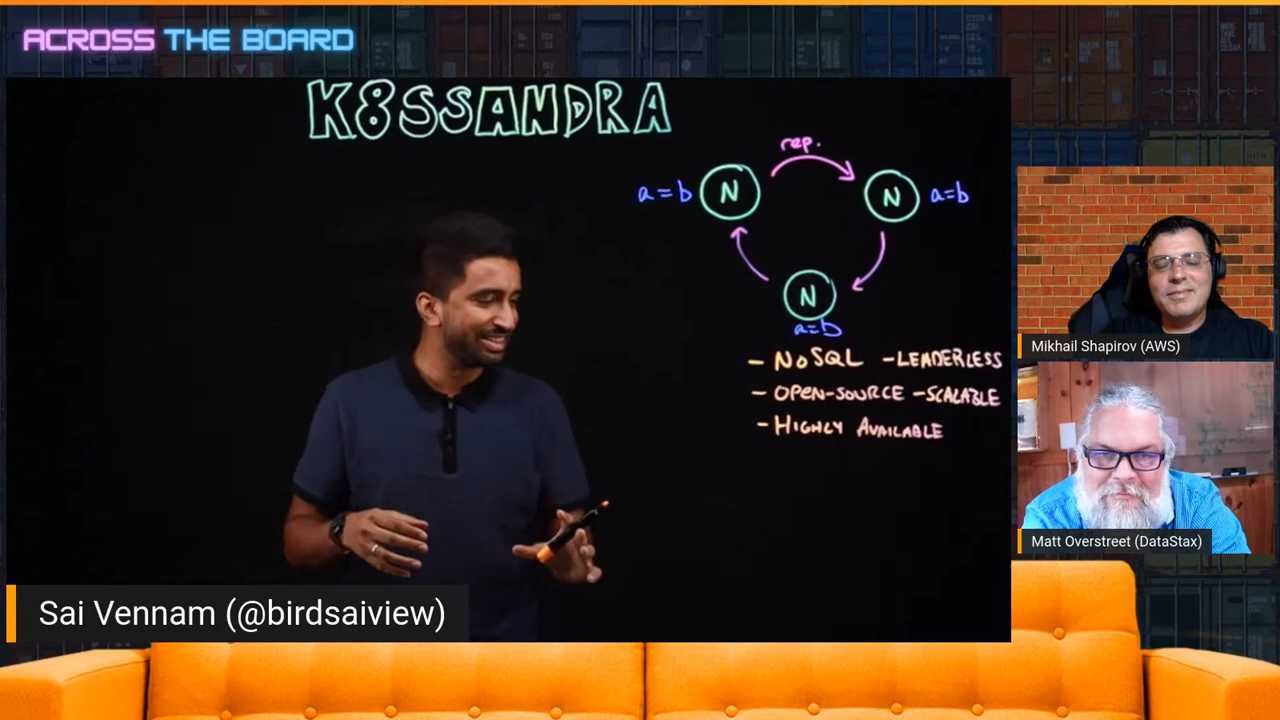 ACROSS THE BOARD
K8SSANDRA
rep.
a=b N N a=b
N
a=b
- NoSQL - LEADERLESS
- OPEN-SOURCE - SCALABLE
- HIGHLY AVAILABLE
Mikhail Shapirov (AWS)
Matt Overstreet (DataStax)
Sai Vennam (@birdsaiview)